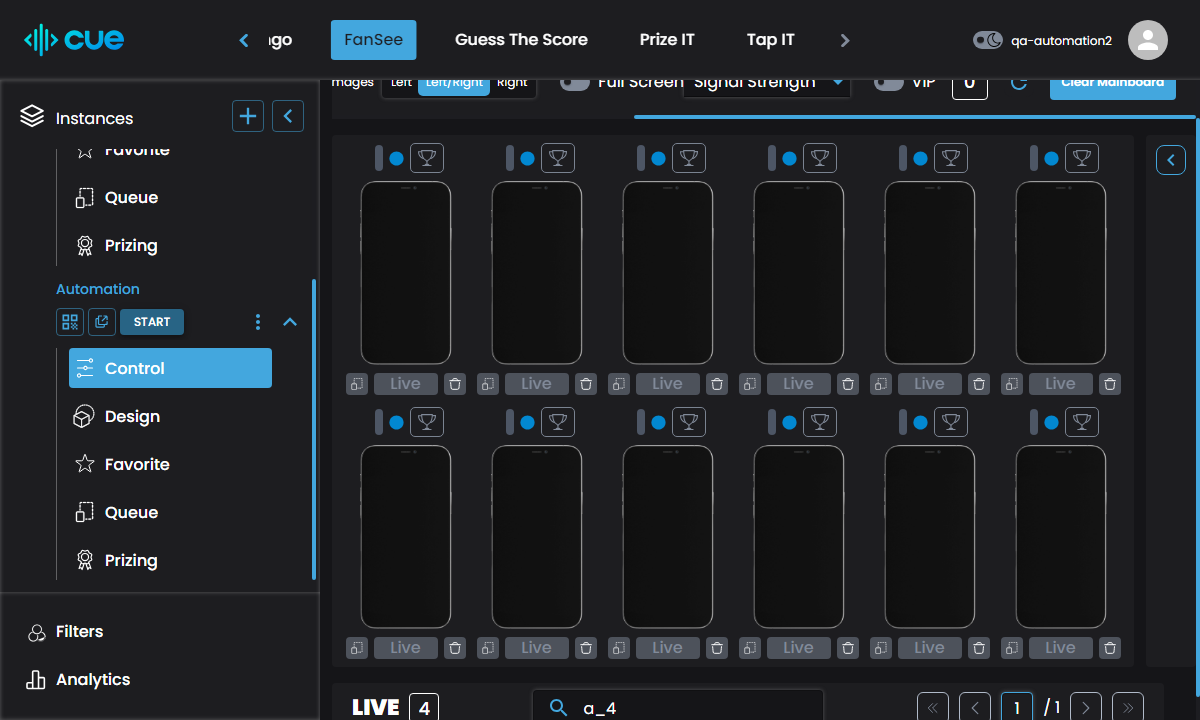 cue
ngo FanSee Guess The Score Prize IT Tap IT qa-automation2
Instances
Images Left Left/Right Right Full Screen Signal Strength VIP 0 Clear Mainboard
Favorite
Queue
Prizing
Automation
START
Control
Design
Favorite
Queue
Prizing
Filters
Analytics
Live Live Live Live Live Live
Live Live Live Live Live Live
LIVE 4 a_4 1 / 1